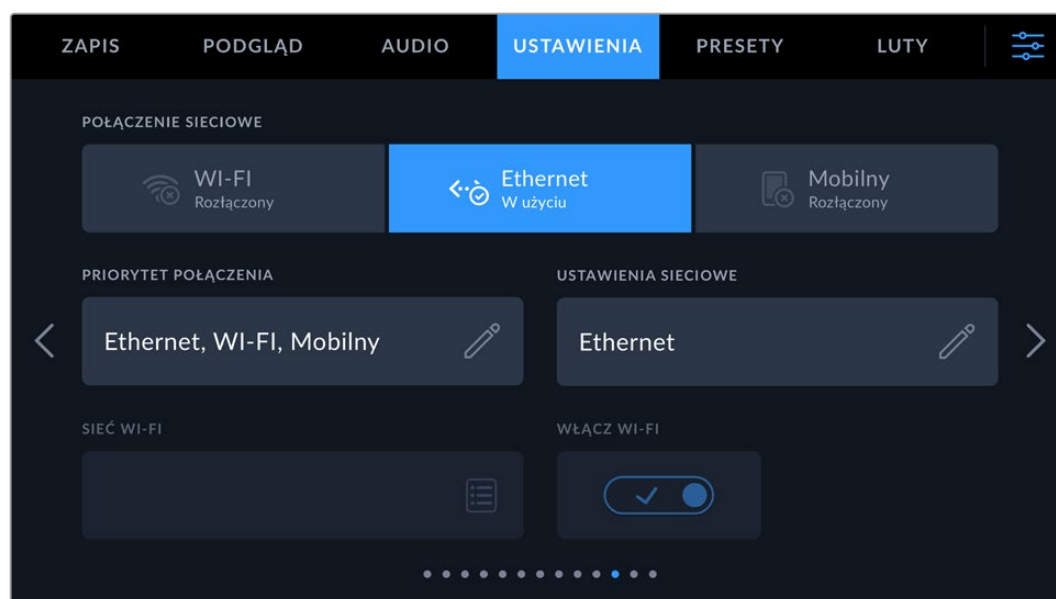 ZAPIS PODGLĄD AUDIO USTAWIENIA PRESETY LUTY
POŁĄCZENIE SIECIOWE
WI-FI
Rozłączony
Ethernet
W użyciu
Mobilny
Rozłączony
PRIORYTET POŁĄCZENIA
Ethernet, WI-FI, Mobilny
USTAWIENIA SIECIOWE
Ethernet
SIEĆ WI-FI
WŁĄCZ WI-FI